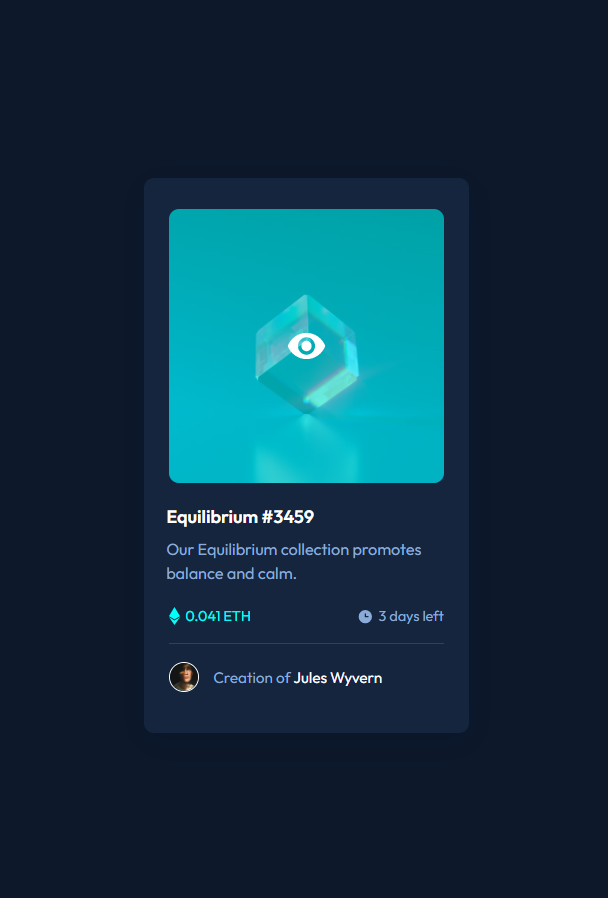 Equilibrium #3459
Our Equilibrium collection promotes
balance and calm.
0.041 ETH
3 days left
Creation of Jules Wyvern